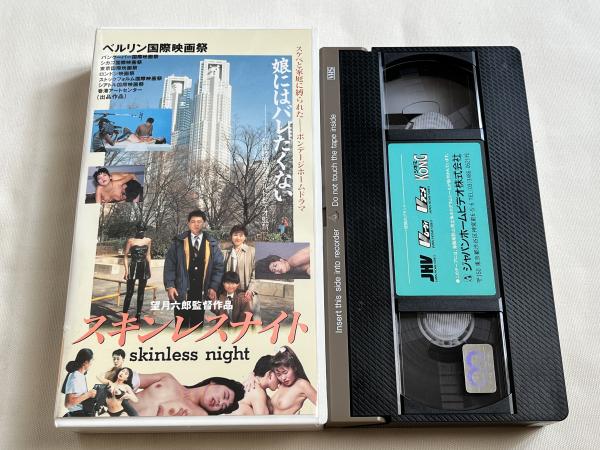 ベルリン国際映画祭
バンクーバー国際映画祭
シカゴ国際映画祭
東京国際映画祭
ロンドン映画祭
ストックフォルム国際映画祭
シアトル国際映画祭
香港アートセンター
(出品作品)
スケベと家庭に縛られた——ボンデージホームドラマ
娘にはバレたくない
望月六郎監督作品
スキンレスナイト
skinless night
VHS
Insert this side into recorder
Do not touch the tape inside
JHV
KONG
ジャパンホームビデオ株式会社